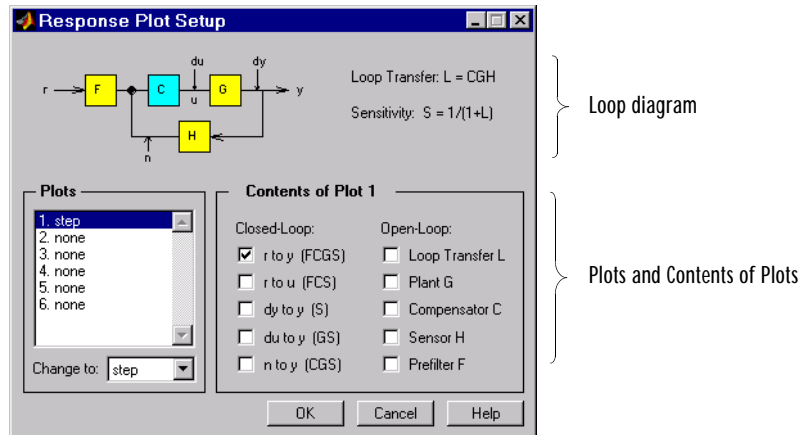 Response Plot Setup
du
dy
r
F
C
G
y
u
H
n
Loop Transfer: L = CGH
Sensitivity: S = 1/(1+L)
Loop diagram
Plots
1. step
2. none
3. none
4. none
5. none
6. none
Change to: step
Contents of Plot 1
Closed-Loop:
r to y (FCGS)
r to u (FCS)
dy to y (S)
du to y (GS)
n to y (CGS)
Open-Loop:
Loop Transfer L
Plant G
Compensator C
Sensor H
Prefilter F
Plots and Contents of Plots
OK
Cancel
Help